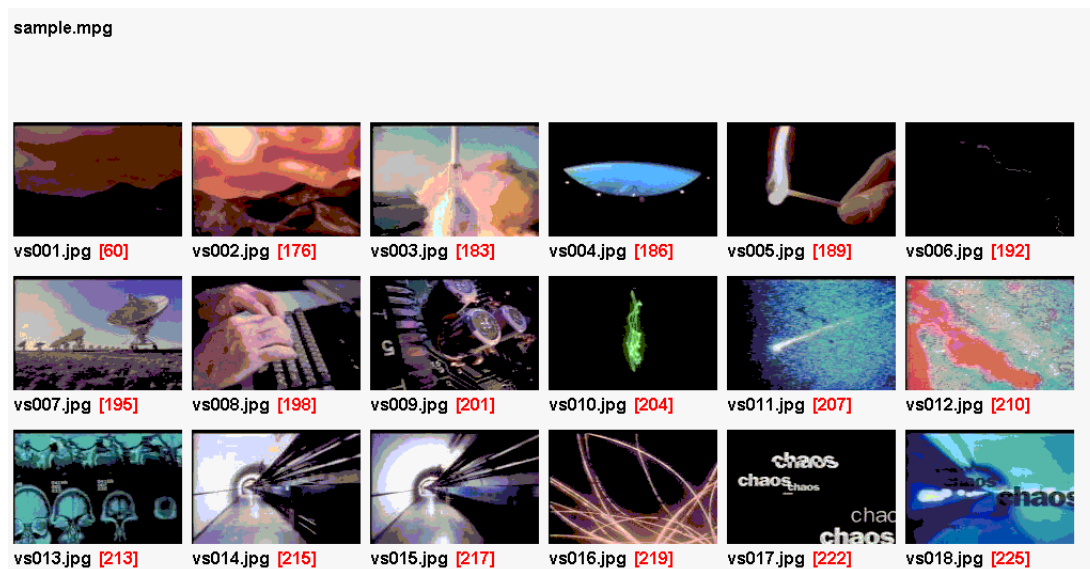 sample.mpg
vs001.jpg [60] vs002.jpg [176] vs003.jpg [183] vs004.jpg [186] vs005.jpg [189] vs006.jpg [192]
5
vs007.jpg [195] vs008.jpg [198] vs009.jpg [201] vs010.jpg [204] vs011.jpg [207] vs012.jpg [210]
chaos
chaos chaos
chaos
chaos
chaos
vs013.jpg [213] vs014.jpg [215] vs015.jpg [217] vs016.jpg [219] vs017.jpg [222] vs018.jpg [225]